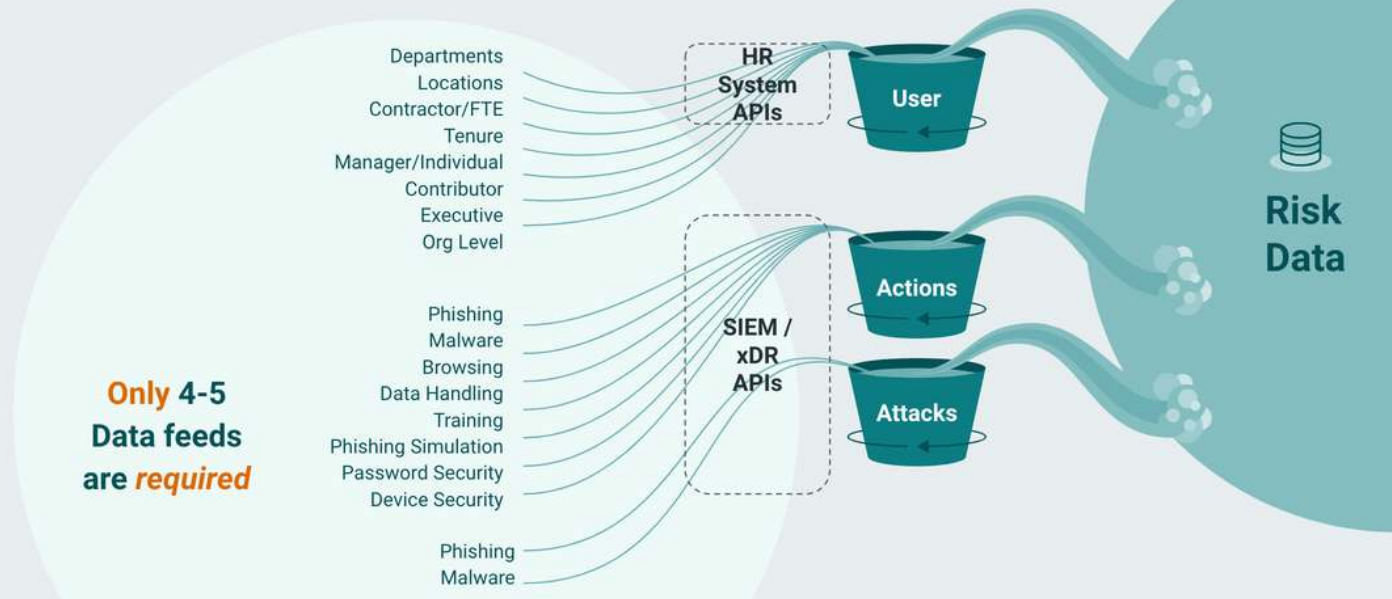 Departments
Locations
Contractor/FTE
Tenure
Manager/Individual
Contributor
Executive
Org Level
HR
System
APIs
User
Phishing
Malware
Browsing
Data Handling
Training
Phishing Simulation
Password Security
Device Security
SIEM /
xDR
APIs
Actions
Phishing
Malware
Attacks
Only 4-5
Data feeds
are required
Risk
Data